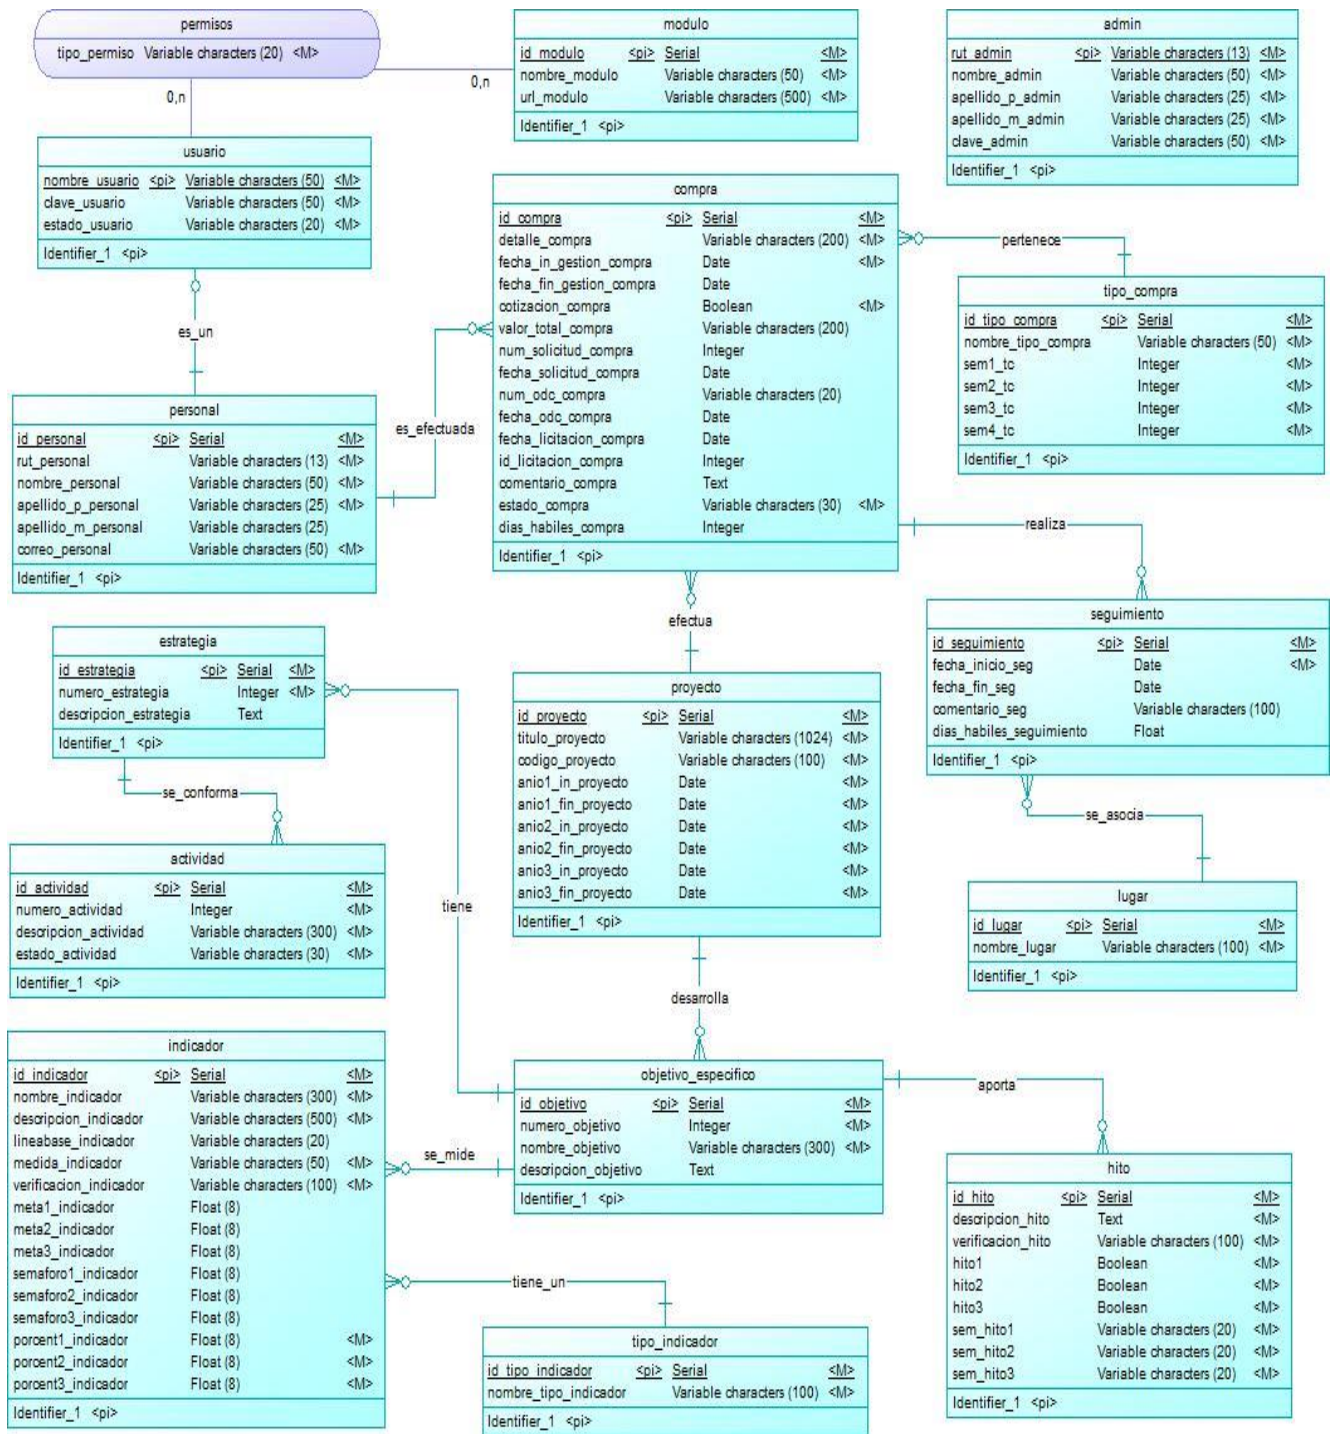 permisos
tipo_permiso Variable characters (20) <M>
0,n
0,n
modulo
id_modulo <pi> Serial <M>
nombre_modulo Variable characters (50) <M>
url_modulo Variable characters (500) <M>
Identifier_1 <pi>
admin
rut_admin <pi> Variable characters (13) <M>
nombre_admin Variable characters (50) <M>
apellido_p_admin Variable characters (25) <M>
apellido_m_admin Variable characters (25) <M>
clave_admin Variable characters (50) <M>
Identifier_1 <pi>
usuario
nombre_usuario <pi> Variable characters (50) <M>
clave_usuario Variable characters (50) <M>
estado_usuario Variable characters (20) <M>
Identifier_1 <pi>
es_un
compra
id_compra <pi> Serial <M>
detalle_compra Variable characters (200) <M>
fecha_in_gestion_compra Date <M>
fecha_fin_gestion_compra Date
cotizacion_compra Boolean <M>
valor_total_compra Variable characters (200)
num_solicitud_compra Integer
fecha_solicitud_compra Date
num_odc_compra Variable characters (20)
fecha_odc_compra Date
fecha_licitacion_compra Date
id_licitacion_compra Integer
comentario_compra Text
estado_compra Variable characters (30) <M>
dias_habiles_compra Integer
Identifier_1 <pi>
pertenece
tipo_compra
id_tipo_compra <pi> Serial <M>
nombre_tipo_compra Variable characters (50) <M>
sem1_tc Integer <M>
sem2_tc Integer <M>
sem3_tc Integer <M>
sem4_tc Integer <M>
Identifier_1 <pi>
personal
id_personal <pi> Serial <M>
rut_personal Variable characters (13) <M>
nombre_personal Variable characters (50) <M>
apellido_p_personal Variable characters (25) <M>
apellido_m_personal Variable characters (25)
correo_personal Variable characters (50) <M>
Identifier_1 <pi>
es_efectuada
realiza
efectua
seguimiento
id_seguimiento <pi> Serial <M>
fecha_inicio_seg Date <M>
fecha_fin_seg Date
comentario_seg Variable characters (100)
dias_habiles_seguimiento Float
Identifier_1 <pi>
estrategia
id_estrategia <pi> Serial <M>
numero_estrategia Integer <M>
descripcion_estrategia Text
Identifier_1 <pi>
se_conforma
proyecto
id_proyecto <pi> Serial <M>
titulo_proyecto Variable characters (1024) <M>
codigo_proyecto Variable characters (100) <M>
anio1_in_proyecto Date <M>
anio1_fin_proyecto Date <M>
anio2_in_proyecto Date <M>
anio2_fin_proyecto Date <M>
anio3_in_proyecto Date <M>
anio3_fin_proyecto Date <M>
Identifier_1 <pi>
se_asocia
lugar
id_lugar <pi> Serial <M>
nombre_lugar Variable characters (100) <M>
Identifier_1 <pi>
actividad
id_actividad <pi> Serial <M>
numero_actividad Integer <M>
descripcion_actividad Variable characters (300) <M>
estado_actividad Variable characters (30) <M>
Identifier_1 <pi>
tiene
desarrolla
indicador
id_indicador <pi> Serial <M>
nombre_indicador Variable characters (300) <M>
descripcion_indicador Variable characters (500) <M>
lineabase_indicador Variable characters (20)
medida_indicador Variable characters (50) <M>
verificacion_indicador Variable characters (100) <M>
meta1_indicador Float (8)
meta2_indicador Float (8)
meta3_indicador Float (8)
semaforo1_indicador Float (8)
semaforo2_indicador Float (8)
semaforo3_indicador Float (8)
porcent1_indicador Float (8) <M>
porcent2_indicador Float (8) <M>
porcent3_indicador Float (8) <M>
Identifier_1 <pi>
se_mide
objetivo_especifico
id_objetivo <pi> Serial <M>
numero_objetivo Integer <M>
nombre_objetivo Variable characters (300) <M>
descripcion_objetivo Text
Identifier_1 <pi>
aporta
hito
id_hito <pi> Serial <M>
descripcion_hito Text <M>
verificacion_hito Variable characters (100) <M>
hito1 Boolean <M>
hito2 Boolean <M>
hito3 Boolean <M>
sem_hito1 Variable characters (20) <M>
sem_hito2 Variable characters (20) <M>
sem_hito3 Variable characters (20) <M>
Identifier_1 <pi>
tiene_un
tipo_indicador
id_tipo_indicador <pi> Serial <M>
nombre_tipo_indicador Variable characters (100) <M>
Identifier_1 <pi>